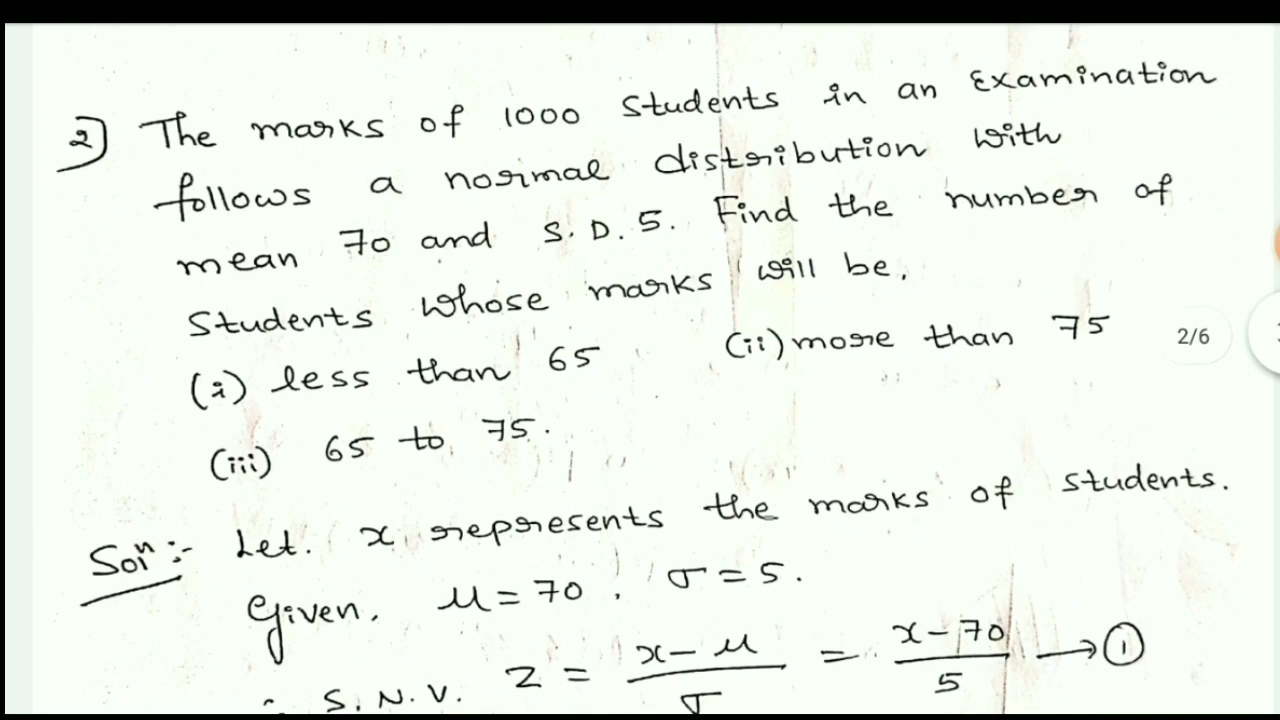 2) The marks of 1000 students in an Examination
follows a normal distribution with
mean 70 and S.D. 5. Find the number of
Students whose marks will be.
(i) less than 65 (ii) more than 75
2/6
(iii) 65 to 75.
Solⁿ:- Let. x represents the marks of students.
Given. μ = 70, σ = 5.
∴ S.N.V. Z = (x - μ)/σ = (x - 70)/5 → ①